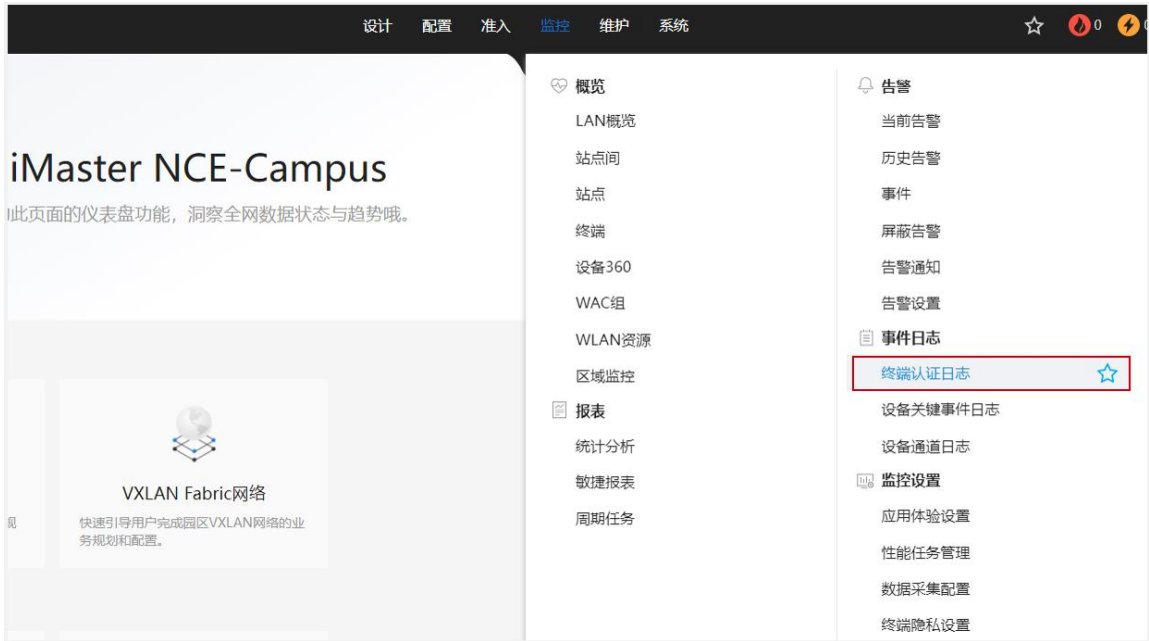 设计 配置 准入 监控 维护 系统 0
iMaster NCE-Campus
此页面的仪表盘功能，洞察全网数据状态与趋势哦。
VXLAN Fabric网络
快速引导用户完成园区VXLAN网络的业
务规划和配置。
概览
LAN概览
站点间
站点
终端
设备360
WAC组
WLAN资源
区域监控
报表
统计分析
敏捷报表
周期任务
告警
当前告警
历史告警
事件
屏蔽告警
告警通知
告警设置
事件日志
终端认证日志
设备关键事件日志
设备通道日志
监控设置
应用体验设置
性能任务管理
数据采集配置
终端隐私设置